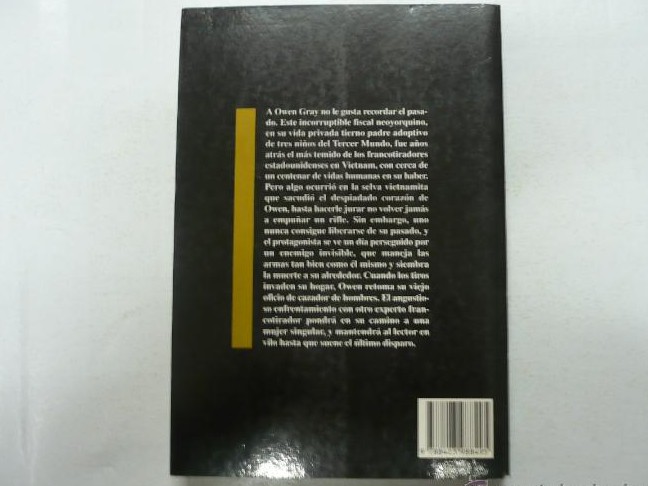 A Owen Gray no le gusta recordar el pasa-
do. Este incorruptible fiscal neoyorquino,
en su vida privada tierno padre adoptivo
de tres niños del Tercer Mundo, fue años
atrás el más temido de los francotiradores
estadounidenses en Vietnam, con cerca de
un centenar de vidas humanas en su haber.
Pero algo ocurrió en la selva vietnamita
que sacudió el despiadado corazón de
Owen, hasta hacerle jurar no volver jamás
a empuñar un rifle. Sin embargo, uno
nunca consigue liberarse de su pasado, y
el protagonista se ve un día perseguido por
un enemigo invisible, que maneja las
armas tan bien como él mismo y siembra
la muerte a su alrededor. Cuando los tiros
invaden su hogar, Owen retoma su viejo
oficio de cazador de hombres. El angustio-
so enfrentamiento con otro experto fran-
cotirador pondrá en su camino a una
mujer singular, y mantendrá al lector en
vilo hasta que suene el último disparo.